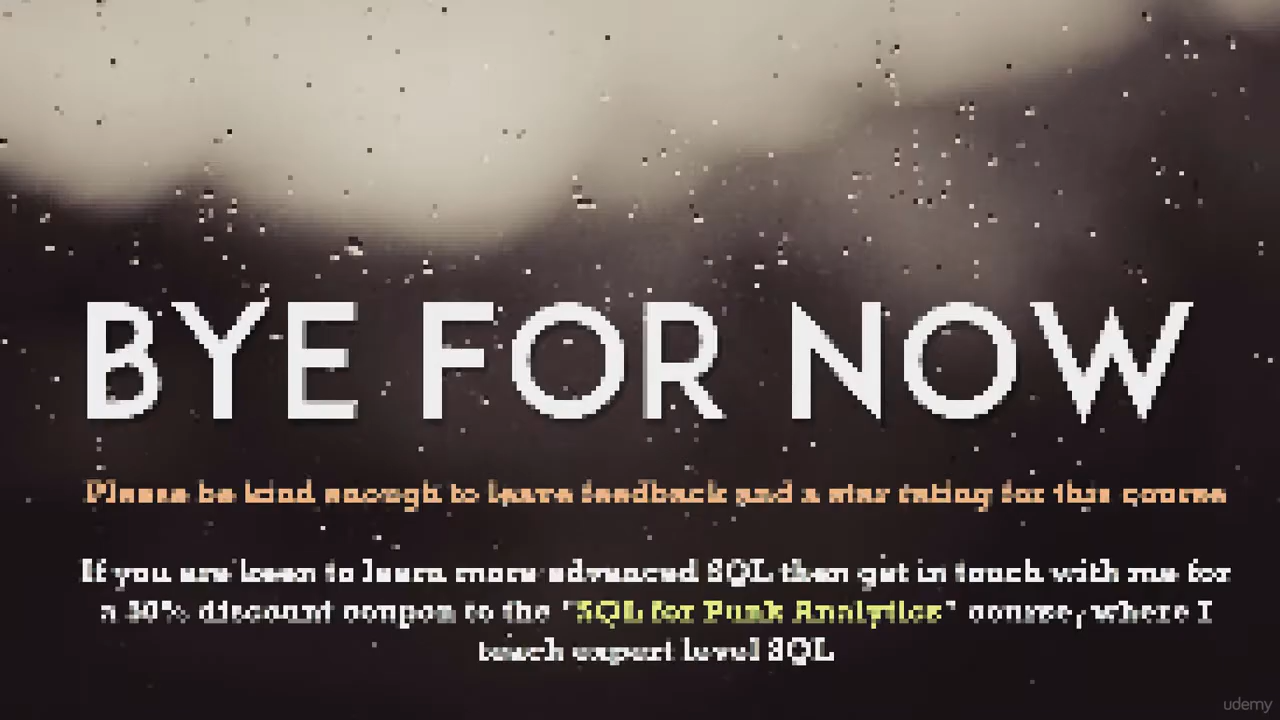 BYE FOR NOW
Please be kind enough to leave feedback and a star rating for this course
If you are keen to learn more advanced SQL then get in touch with me for
a discount coupon to the "SQL for Punk Analytics" course, where I
teach expert level SQL
udemy